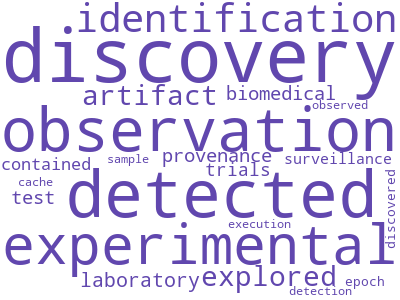 identification
discovery
artifact biomedical
observed
observation
contained sample provenance surveillance
trials
cache
detected
test
discovered
execution
experimental
laboratory explored epoch
detection